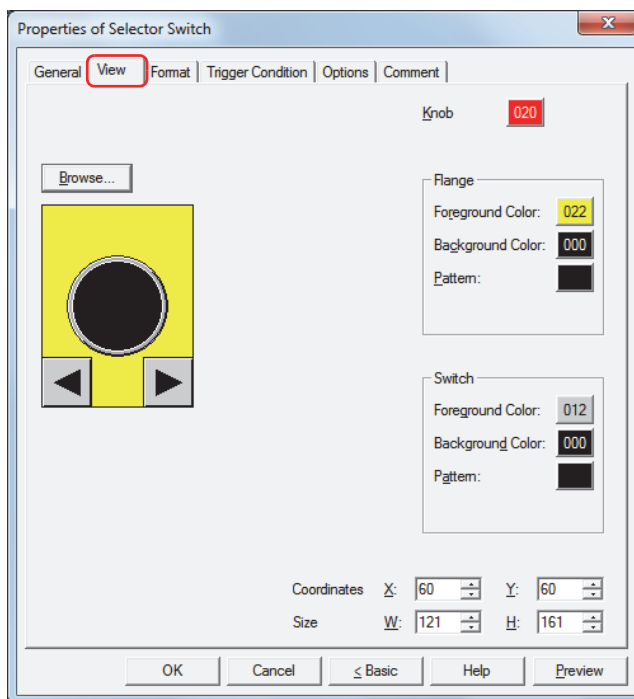 Properties of Selector Switch
General View Format Trigger Condition Options Comment
Knob 020
Browse...
Flange
Foreground Color: 022
Background Color: 000
Pattern:
Switch
Foreground Color: 012
Background Color: 000
Pattern:
Coordinates X: 60 Y: 60
Size W: 121 H: 161
OK Cancel < Basic Help Preview